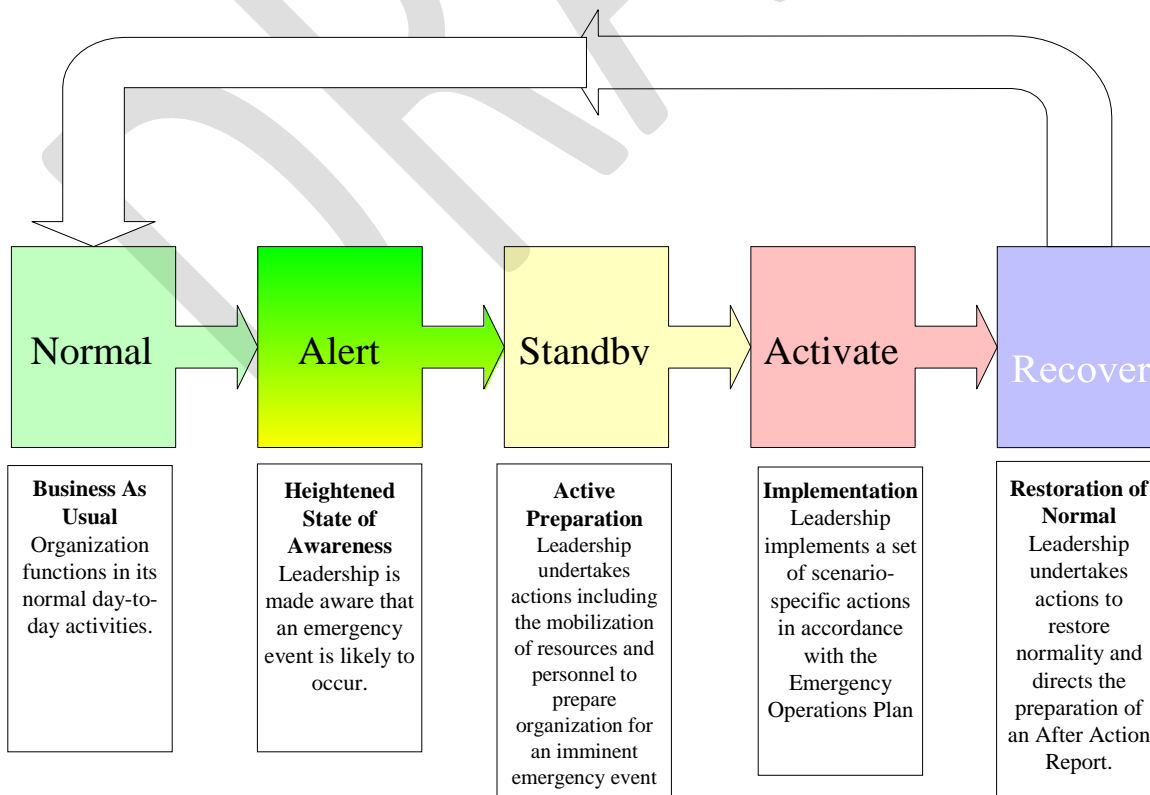 Normal
Alert
Standby
Activate
Recover
Business As
Usual
Organization
functions in its
normal day-to-
day activities.
Heightened
State of
Awareness
Leadership is
made aware that
an emergency
event is likely to
occur.
Active
Preparation
Leadership
undertakes
actions including
the mobilization
of resources and
personnel to
prepare
organization for
an imminent
emergency event
Implementation
Leadership
implements a set
of scenario-
specific actions
in accordance
with the
Emergency
Operations Plan
Restoration of
Normal
Leadership
undertakes
actions to
restore
normality and
directs the
preparation of
an After Action
Report.